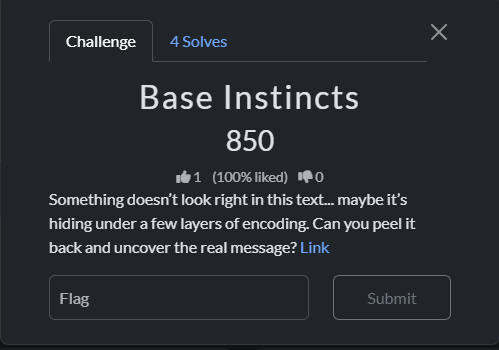 Challenge
4 Solves
Base Instincts
850
1 (100% liked) 0
Something doesn’t look right in this text... maybe it’s
hiding under a few layers of encoding. Can you peel it
back and uncover the real message? Link
Flag
Submit